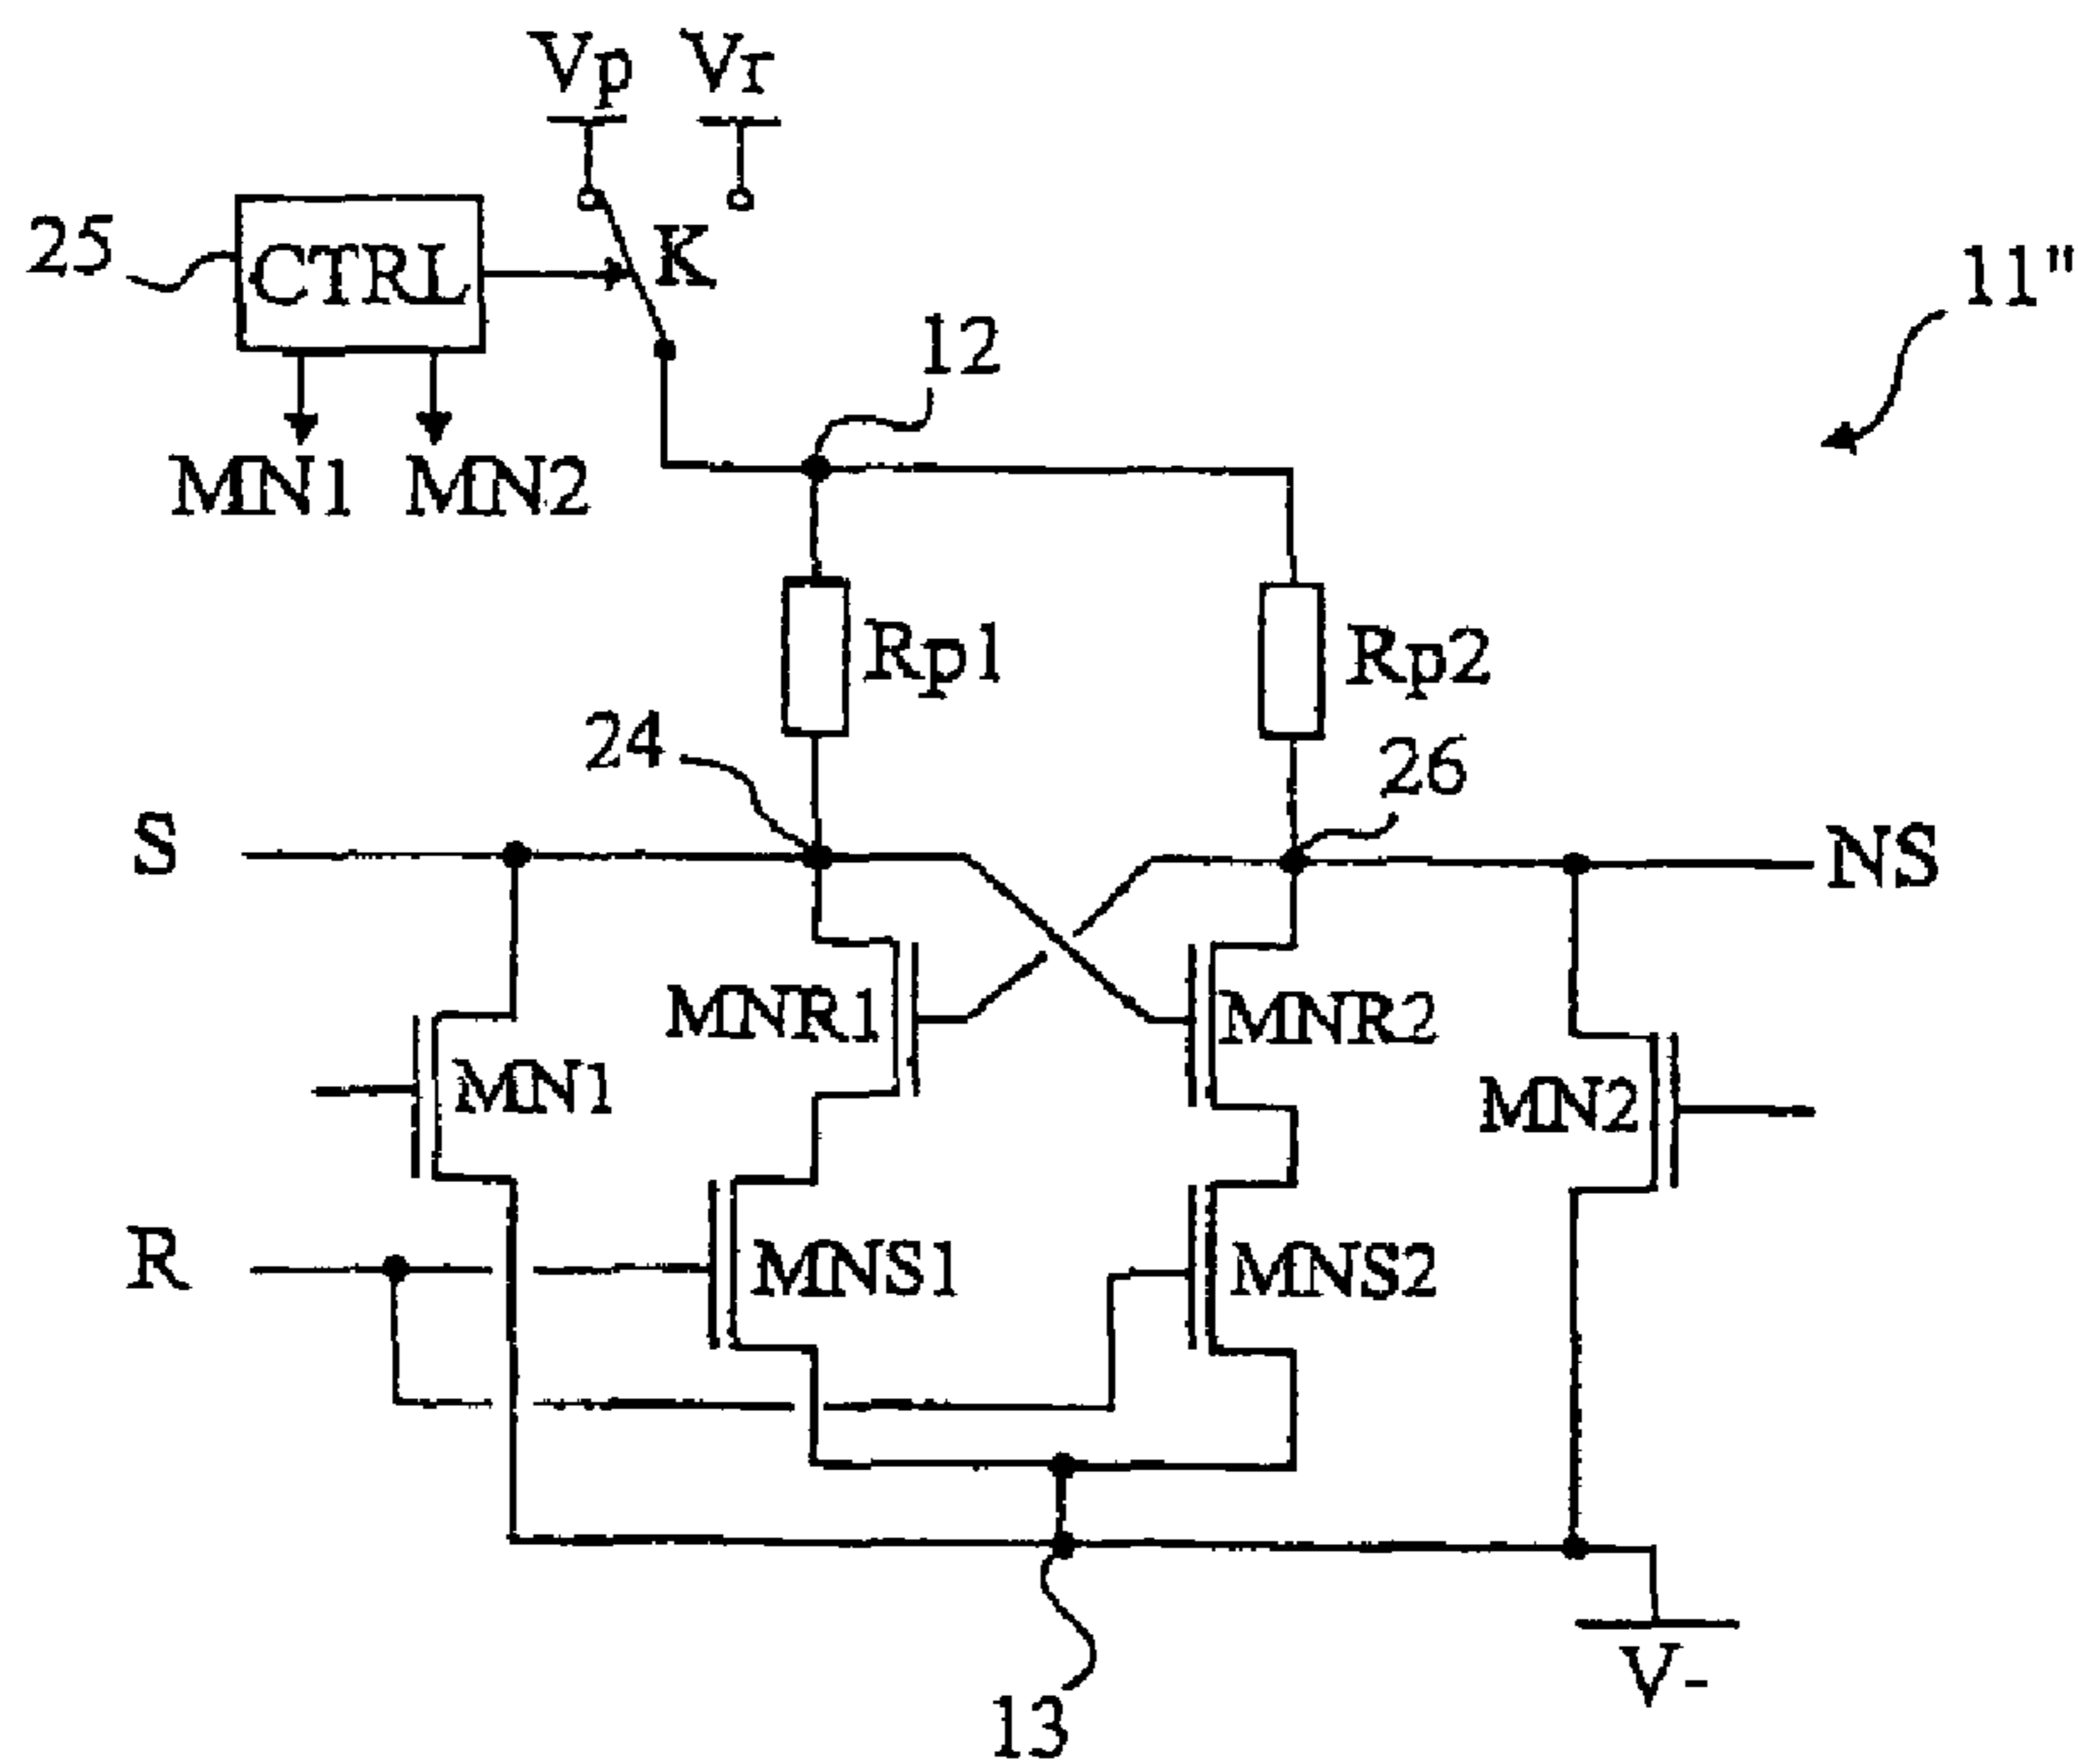 Vp Vr
25 CTRL K
11"
12
MN1 MN2
Rp1 Rp2
24 26
S NS
MNR1 MNR2
MN1 MN2
R MNS1 MNS2
V-
13